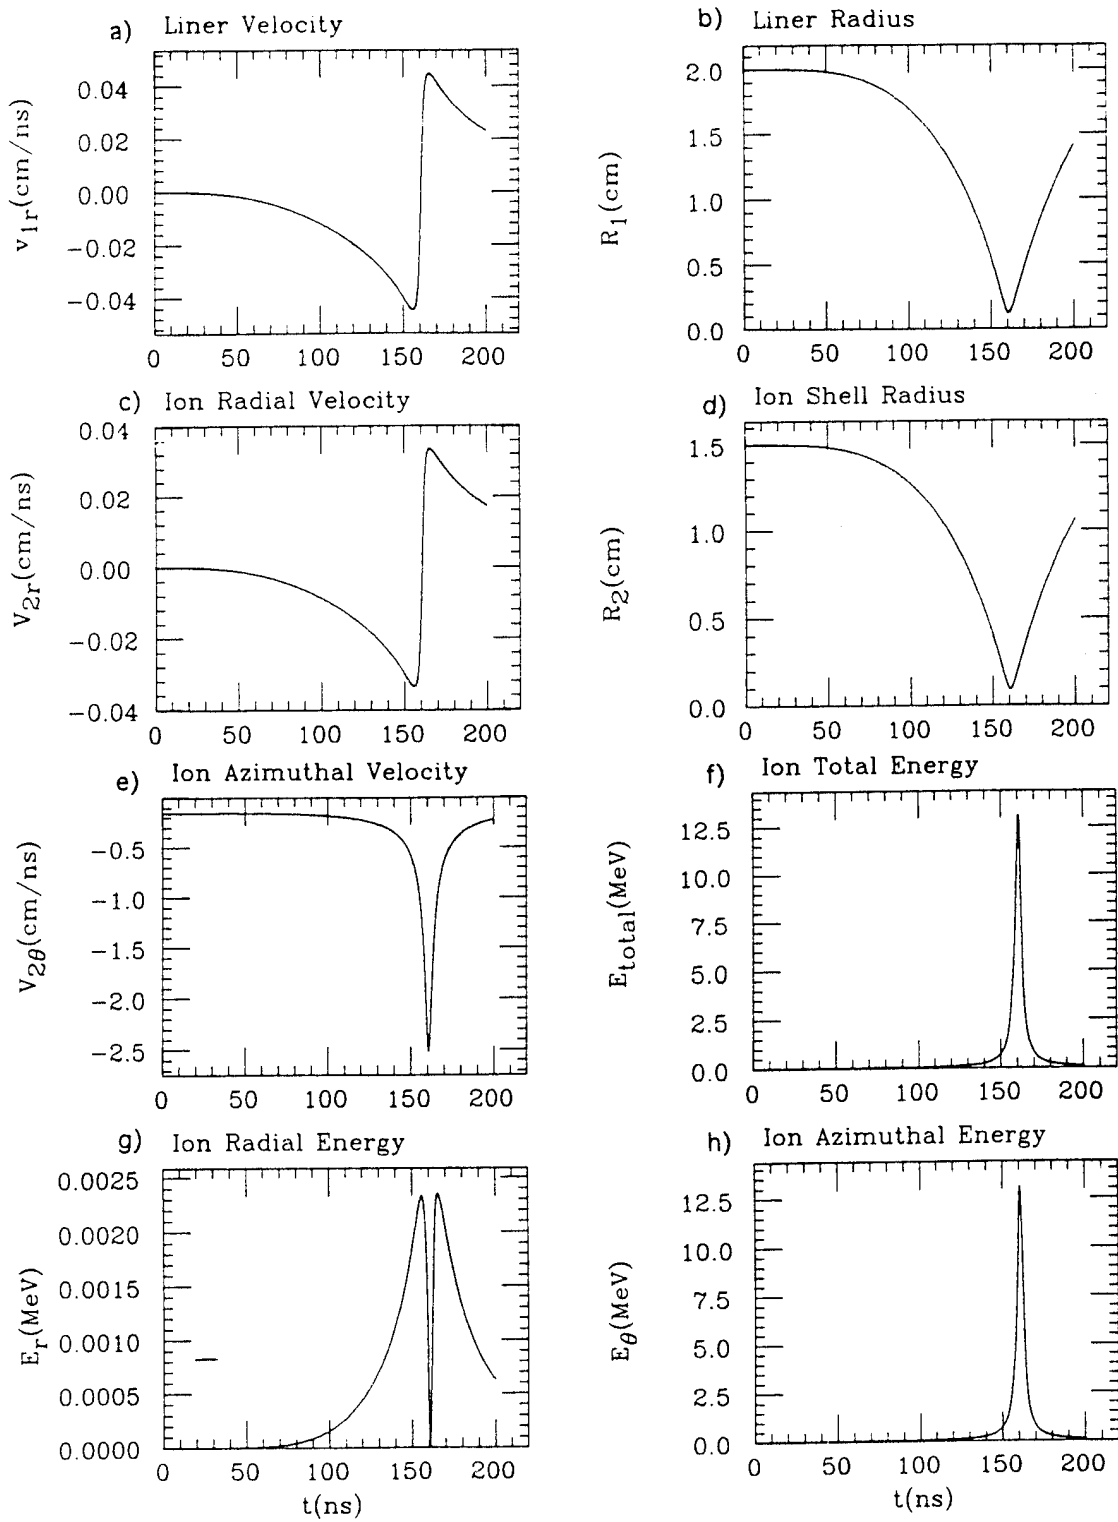 a) Liner Velocity
v1r(cm/ns)
0.04
0.02
0.00
−0.02
−0.04
0 50 100 150 200
b) Liner Radius
R1(cm)
2.0
1.5
1.0
0.5
0.0
0 50 100 150 200
c) Ion Radial Velocity
V2r(cm/ns)
0.04
0.02
0.00
−0.02
−0.04
0 50 100 150 200
d) Ion Shell Radius
R2(cm)
1.5
1.0
0.5
0.0
0 50 100 150 200
e) Ion Azimuthal Velocity
V2θ(cm/ns)
−0.5
−1.0
−1.5
−2.0
−2.5
0 50 100 150 200
f) Ion Total Energy
Etotal(MeV)
12.5
10.0
7.5
5.0
2.5
0.0
0 50 100 150 200
g) Ion Radial Energy
Er(MeV)
0.0025
0.0020
0.0015
0.0010
0.0005
0.0000
0 50 100 150 200
t(ns)
h) Ion Azimuthal Energy
Eθ(MeV)
12.5
10.0
7.5
5.0
2.5
0.0
0 50 100 150 200
t(ns)